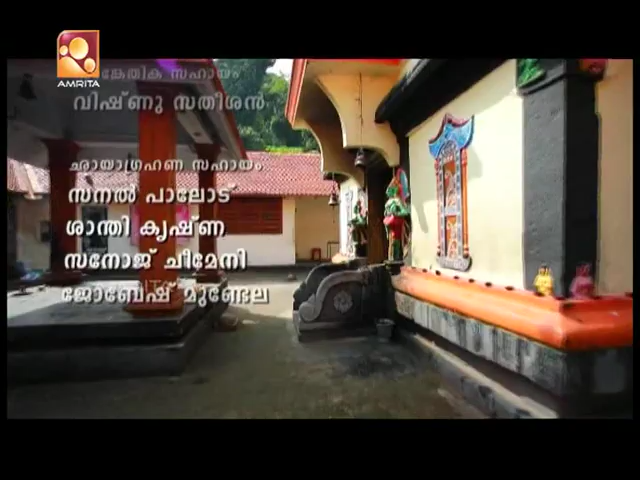 AMRITA
സാങ്കേതിക സഹായം
വിഷ്ണു സതീശൻ
ഛായാഗ്രഹണ സഹായം
സനൽ പാലോട്
ശാന്തി കൃഷ്ണ
സനോജ് ചീമേനി
ജോബേഷ് മുണ്ടേല